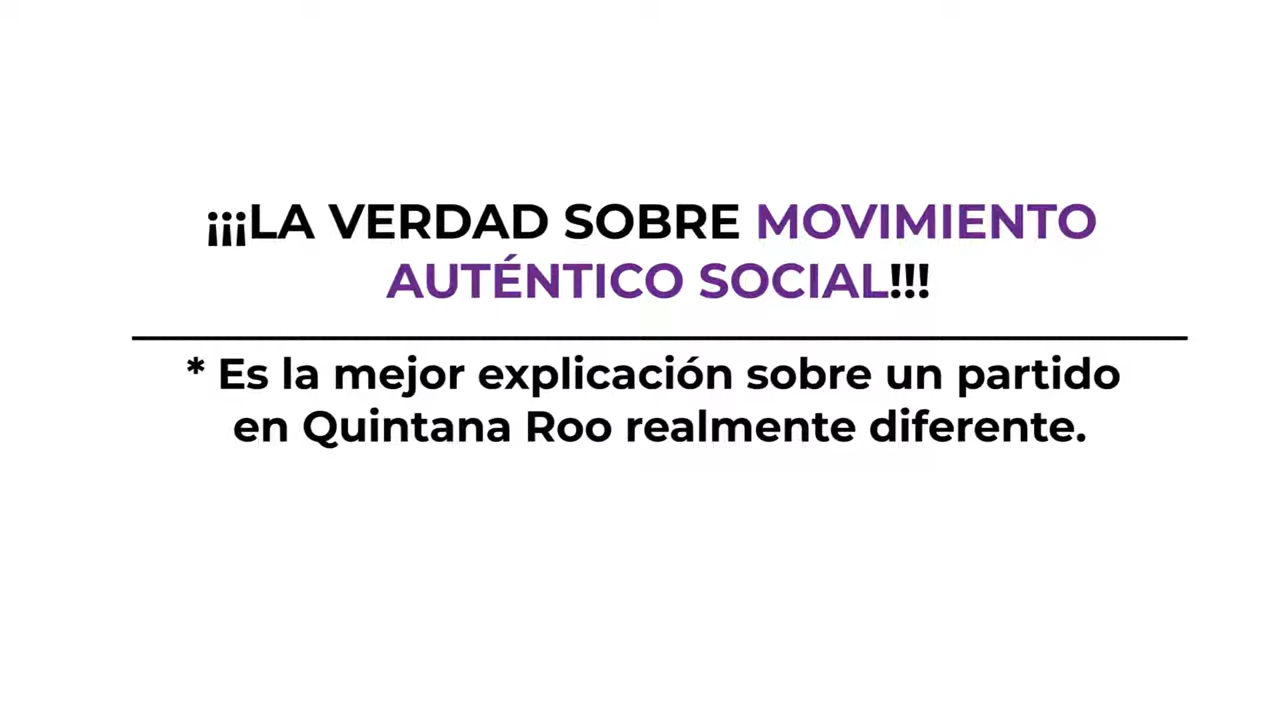 ¡¡¡LA VERDAD SOBRE MOVIMIENTO
AUTÉNTICO SOCIAL!!!
* Es la mejor explicación sobre un partido
en Quintana Roo realmente diferente.